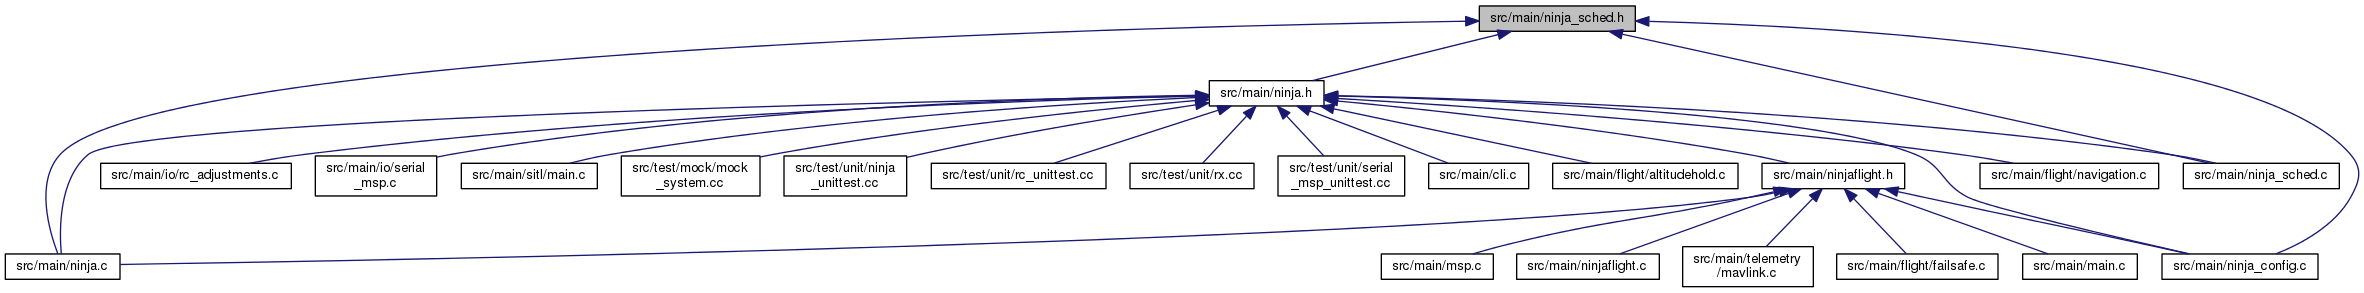 src/main/ninja_sched.h
src/main/ninja.h
src/main/io/rc_adjustments.c
src/main/io/serial
_msp.c
src/main/sitl/main.c
src/test/mock/mock
_system.cc
src/test/unit/ninja
_unittest.cc
src/test/unit/rc_unittest.cc
src/test/unit/rx.cc
src/test/unit/serial
_msp_unittest.cc
src/main/cli.c
src/main/flight/altitudehold.c
src/main/ninjaflight.h
src/main/flight/navigation.c
src/main/ninja_sched.c
src/main/ninja.c
src/main/msp.c
src/main/ninjaflight.c
src/main/telemetry
/mavlink.c
src/main/flight/failsafe.c
src/main/main.c
src/main/ninja_config.c